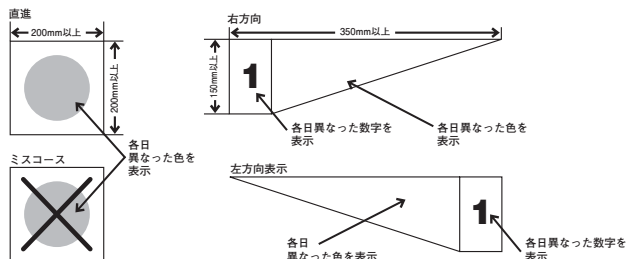 直進
200mm以上
200mm以上
各日
異なった色を
表示
ミスコース
右方向
350mm以上
150mm以上
1
各日異なった数字を
表示
各日異なった色を
表示
左方向表示
1
各日
異なった色を表示
各日異なった数字を
表示